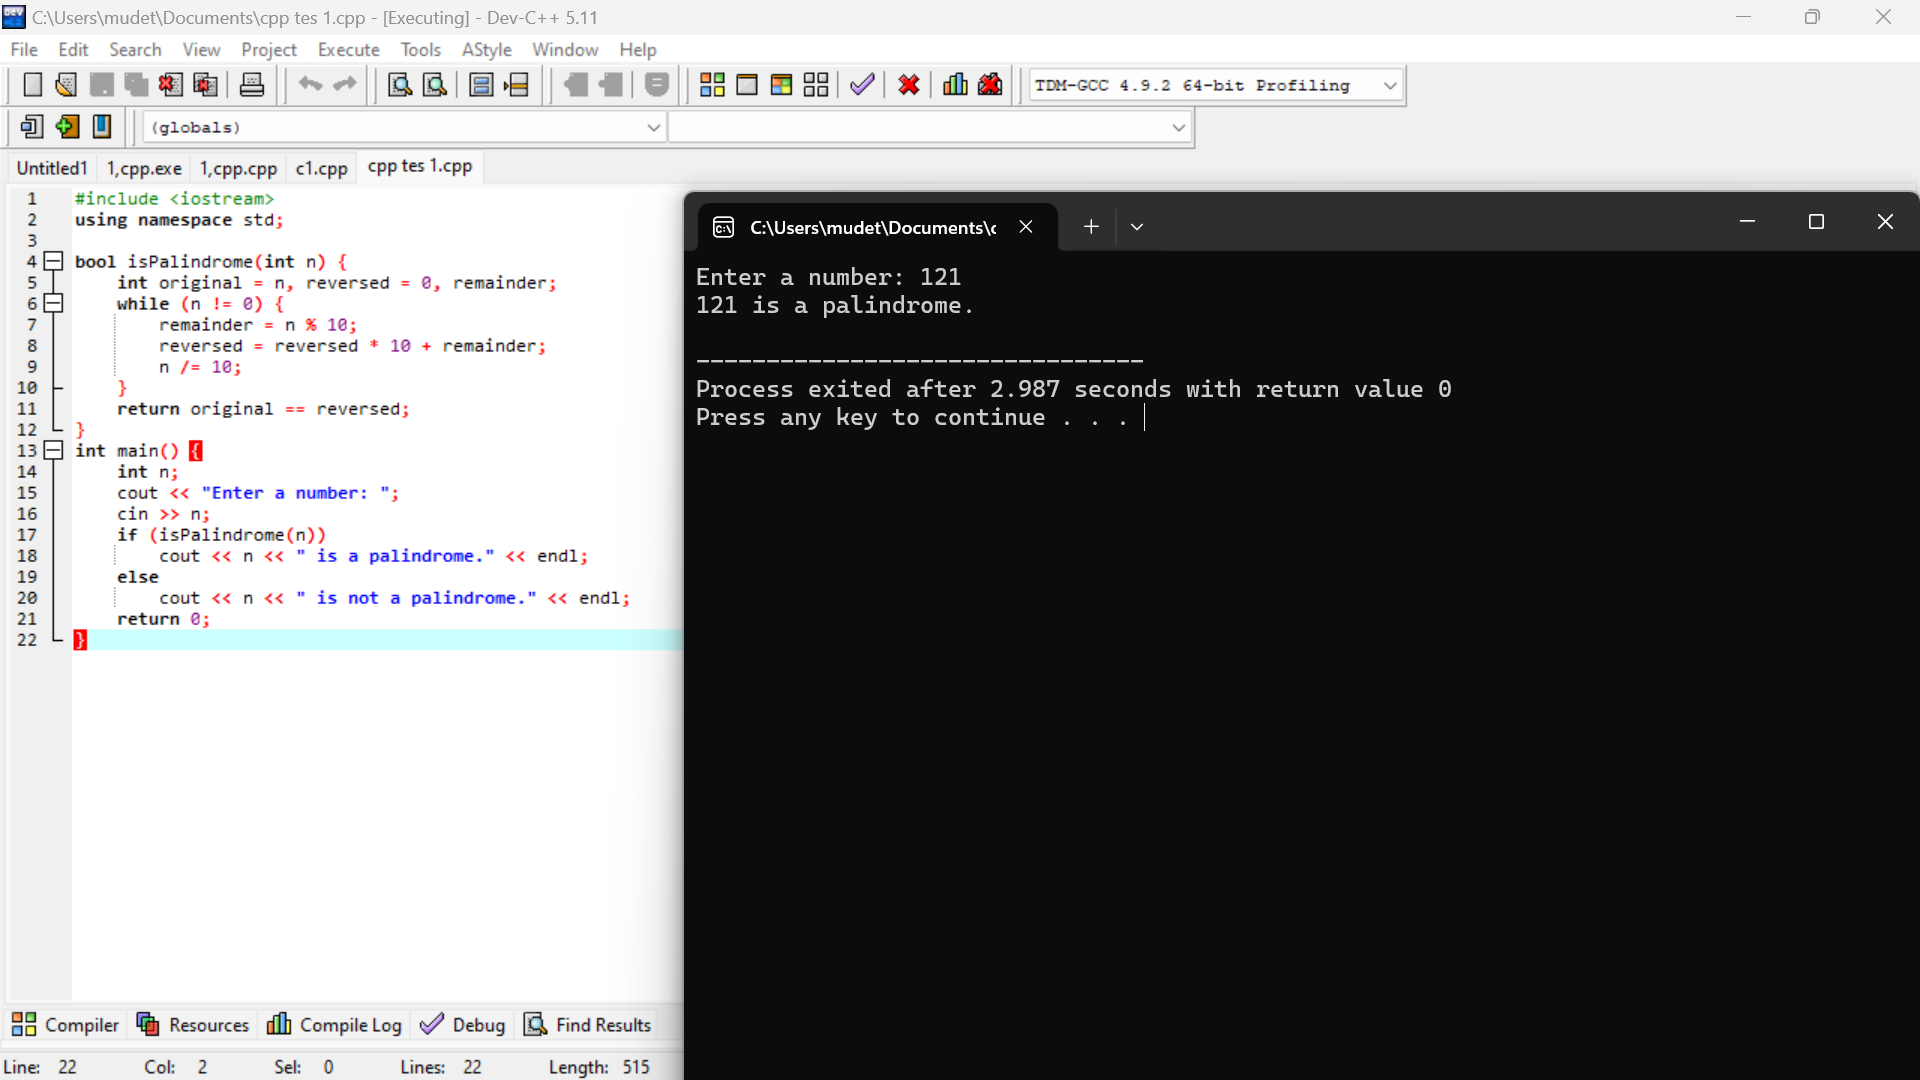 C:\Users\mudet\Documents\cpp tes 1.cpp - [Executing] - Dev-C++ 5.11
File Edit Search View Project Execute Tools AStyle Window Help
TDM-GCC 4.9.2 64-bit Profiling
(globals)
Untitled1 1,cpp.exe 1,cpp.cpp c1.cpp cpp tes 1.cpp
1 #include <iostream>
2 using namespace std;
3
4 bool isPalindrome(int n) {
5     int original = n, reversed = 0, remainder;
6     while (n != 0) {
7         remainder = n % 10;
8         reversed = reversed * 10 + remainder;
9         n /= 10;
10     }
11     return original == reversed;
12 }
13 int main() {
14     int n;
15     cout << "Enter a number: ";
16     cin >> n;
17     if (isPalindrome(n))
18         cout << n << " is a palindrome." << endl;
19     else
20         cout << n << " is not a palindrome." << endl;
21     return 0;
22 }
C:\Users\mudet\Documents\c
Enter a number: 121
121 is a palindrome.
--------------------------------
Process exited after 2.987 seconds with return value 0
Press any key to continue . . .
Compiler Resources Compile Log Debug Find Results
Line: 22 Col: 2 Sel: 0 Lines: 22 Length: 515